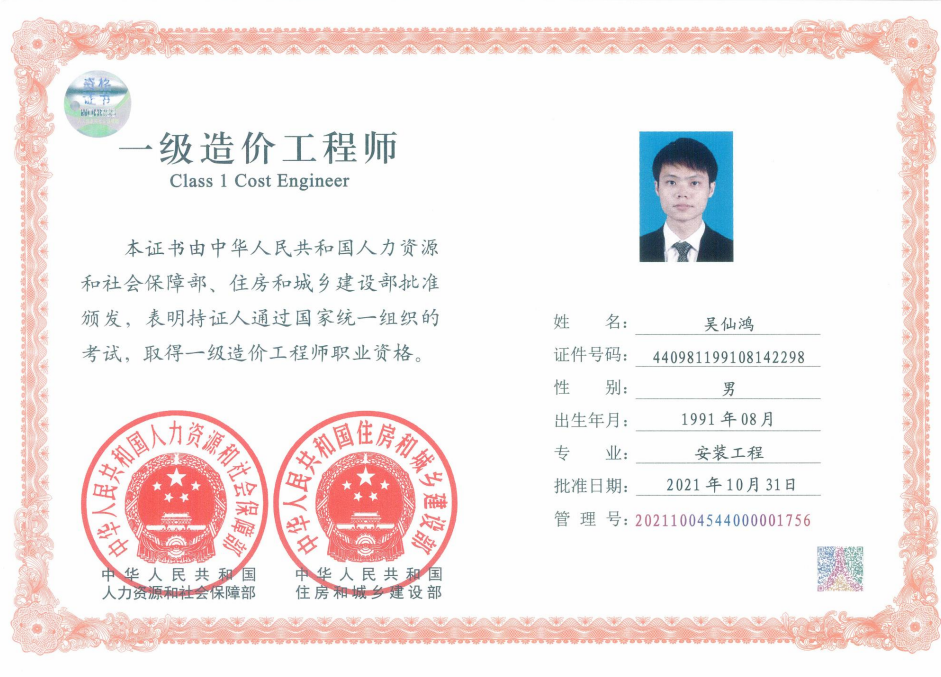 资格
证书
一级造价工程师
Class 1 Cost Engineer
本证书由中华人民共和国人力资源
和社会保障部、住房和城乡建设部批准
颁发，表明持证人通过国家统一组织的
考试，取得一级造价工程师职业资格。
中华人民共和国人力资源和社会保障部
中华人民共和国
人力资源和社会保障部
中华人民共和国住房和城乡建设部
中华人民共和国
住房和城乡建设部
姓 名：吴仙鸿
证件号码：440981199108142298
性 别：男
出生年月：1991年08月
专 业：安装工程
批准日期：2021年10月31日
管 理 号：20211004544000001756